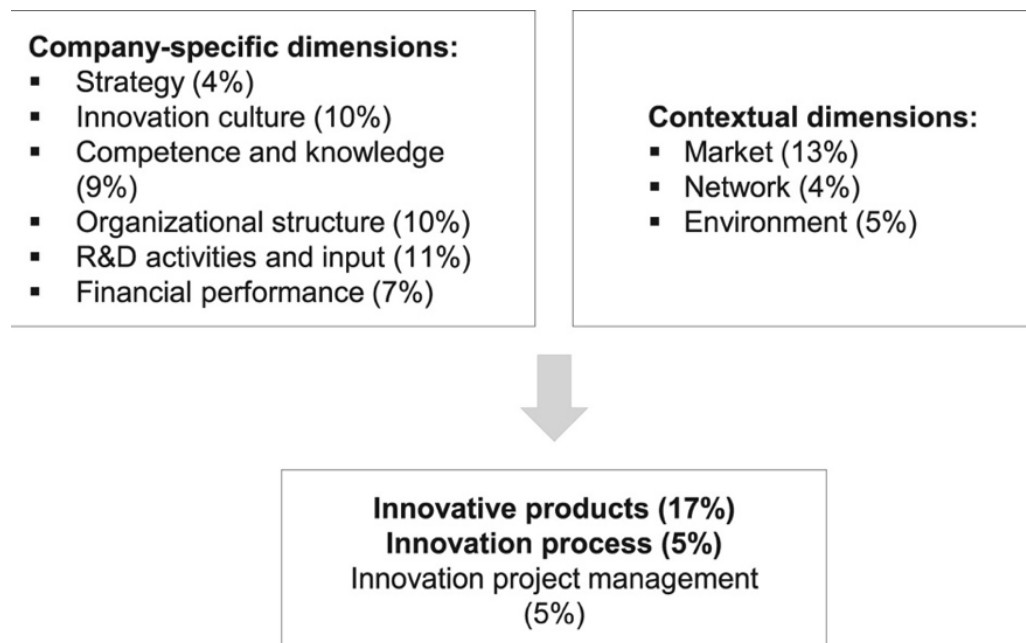 Company-specific dimensions:
▪ Strategy (4%)
▪ Innovation culture (10%)
▪ Competence and knowledge
(9%)
▪ Organizational structure (10%)
▪ R&D activities and input (11%)
▪ Financial performance (7%)
Contextual dimensions:
▪ Market (13%)
▪ Network (4%)
▪ Environment (5%)
Innovative products (17%)
Innovation process (5%)
Innovation project management
(5%)